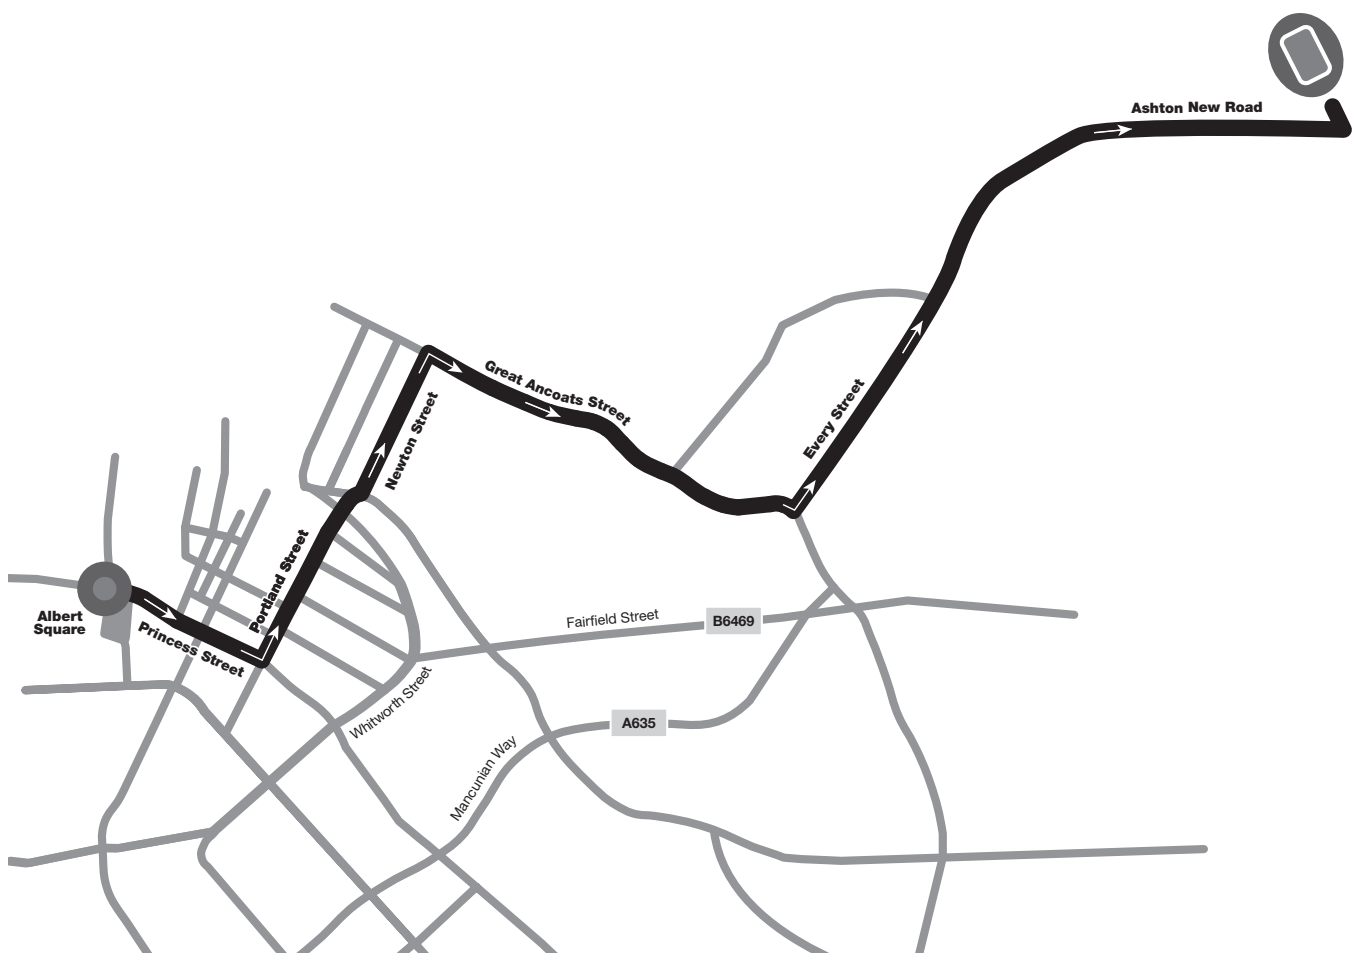 Ashton New Road
Great Ancoats Street
Every Street
Newton Street
Portland Street
Albert
Square
Princess Street
Fairfield Street
B6469
Whitworth Street
A635
Mancunian Way